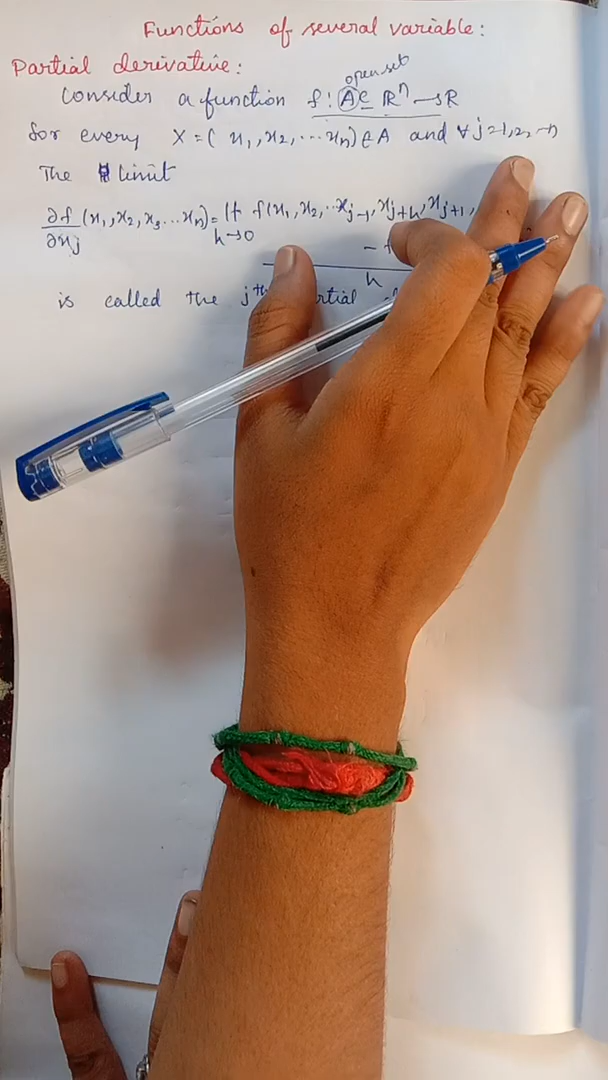 Functions of several variable:
Partial derivative:
open set
Consider a function f: A ⊆ ℝⁿ → ℝ
for every X = (x₁, x₂, ... xₙ) ∈ A and ∀ j=1,2,..n
The limit
∂f/∂xⱼ (x₁, x₂, x₃ ... xₙ) = lt h→0 f(x₁, x₂, .. xⱼ₋₁, xⱼ+h, xⱼ₊₁,
−
h
is called the jth